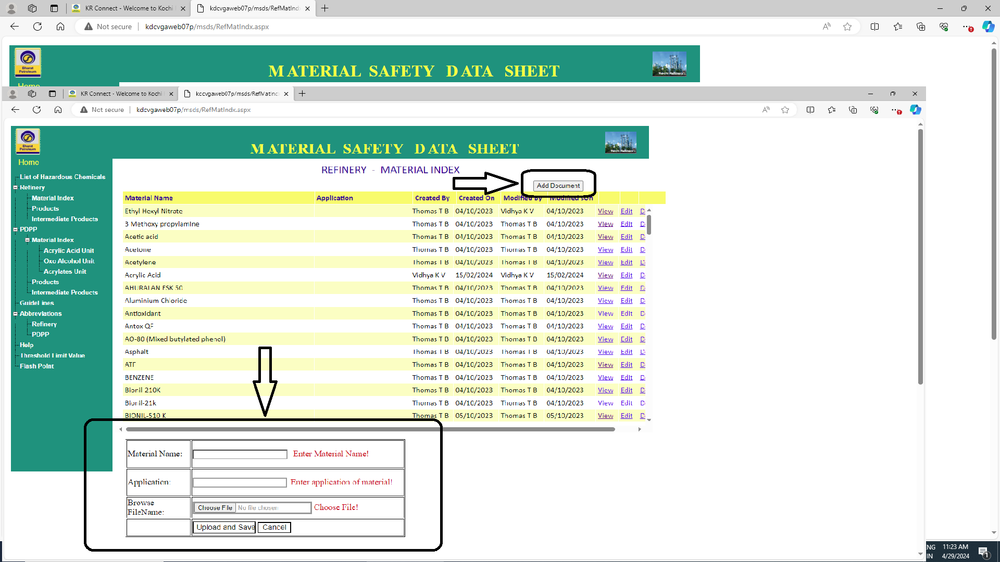 KR Connect - Welcome to Kochi
kdcvgaweb07p/msds/RefMatInd
Not secure
kdcvgaweb07p/msds/RefMatIndx.aspx
Bharat
Petroleum
MATERIAL SAFETY DATA SHEET
Kochi Refinery
Home
KR Connect - Welcome to Kochi
kdcvgaweb07p/msds/RefMatInd
Not secure
kdcvgaweb07p/msds/RefMatIndx.aspx
Bharat
Petroleum
MATERIAL SAFETY DATA SHEET
Kochi Refinery
Home
List of Hazardous Chemicals
Refinery
Material Index
Products
Intermediate Products
PDPP
Material Index
Acrylic Acid Unit
Oxo Alcohol Unit
Acrylates Unit
Products
Intermediate Products
GuideLines
Abbreviations
Refinery
PDPP
Help
Threshold Limit Value
Flash Point
REFINERY - MATERIAL INDEX
Add Document
Material Name Application Created By Created On Modified By Modified sOn
Ethyl Hexyl Nitrate Thomas T B 04/10/2023 Vidhya K V 04/10/2023 View Edit D
3 Methoxy propylamine Thomas T B 04/10/2023 Thomas T B 04/10/2023 View Edit D
Acetic acid Thomas T B 04/10/2023 Thomas T B 04/10/2023 View Edit D
Acetone Thomas T B 04/10/2023 Thomas T B 04/10/2023 View Edit D
Acetylene Thomas T B 04/10/2023 Thomas T B 04/10/2023 View Edit D
Acrylic Acid Vidhya K V 15/02/2024 Vidhya K V 15/02/2024 View Edit D
AHURALAN FSK 50 Thomas T B 04/10/2023 Thomas T B 04/10/2023 View Edit D
Aluminium Chloride Thomas T B 04/10/2023 Thomas T B 04/10/2023 View Edit D
Antioxidant Thomas T B 04/10/2023 Thomas T B 04/10/2023 View Edit D
Antox QF Thomas T B 04/10/2023 Thomas T B 04/10/2023 View Edit D
AO-80 (Mixed butylated phenol) Thomas T B 04/10/2023 Thomas T B 04/10/2023 View Edit D
Asphalt Thomas T B 04/10/2023 Thomas T B 04/10/2023 View Edit D
ATF Thomas T B 04/10/2023 Thomas T B 04/10/2023 View Edit D
BENZENE Thomas T B 04/10/2023 Thomas T B 04/10/2023 View Edit D
Bionil 210K Thomas T B 04/10/2023 Thomas T B 04/10/2023 View Edit D
Bionil-21k Thomas T B 04/10/2023 Thomas T B 04/10/2023 View Edit D
BIONIL-510 K Thomas T B 05/10/2023 Thomas T B 05/10/2023 View Edit D
Material Name: Enter Material Name!
Application: Enter application of material!
Browse
FileName:
Choose File No file chosen Choose File!
Upload and Save Cancel
ENG
IN
11:23 AM
4/29/2024
1